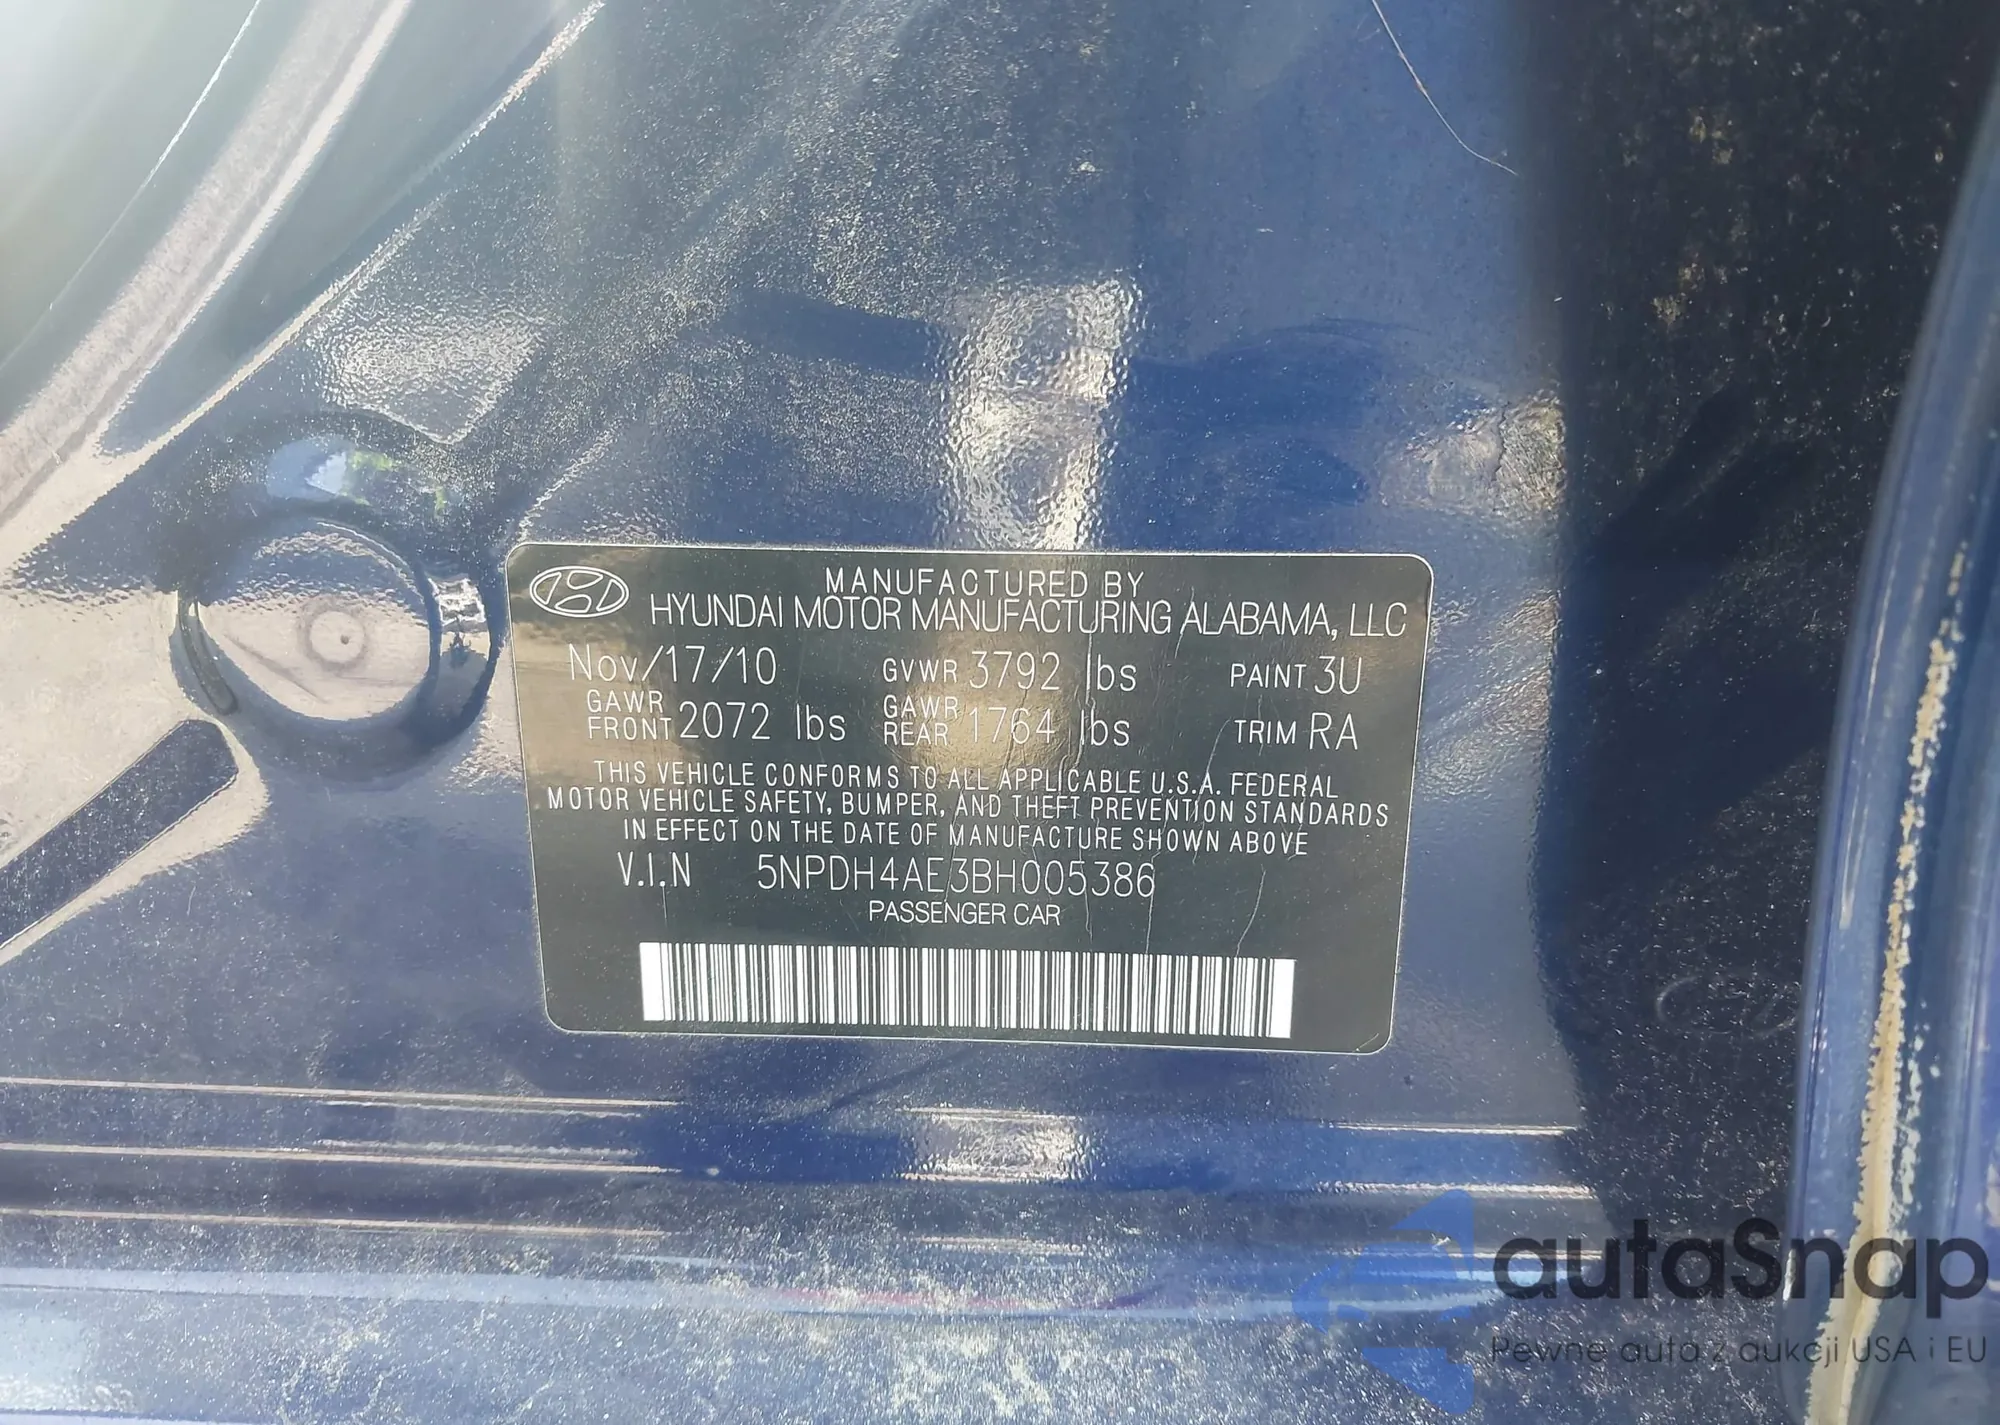 MANUFACTURED BY
HYUNDAI MOTOR MANUFACTURING ALABAMA, LLC
Nov/17/10 GVWR 3792 lbs PAINT 3U
GAWR FRONT 2072 lbs GAWR REAR 1764 lbs TRIM RA
THIS VEHICLE CONFORMS TO ALL APPLICABLE U.S.A. FEDERAL
MOTOR VEHICLE SAFETY, BUMPER, AND THEFT PREVENTION STANDARDS
IN EFFECT ON THE DATE OF MANUFACTURE SHOWN ABOVE
V.I.N 5NPDH4AE3BH005386
PASSENGER CAR
autaSnap
Pewne auta z aukcji USA i EU